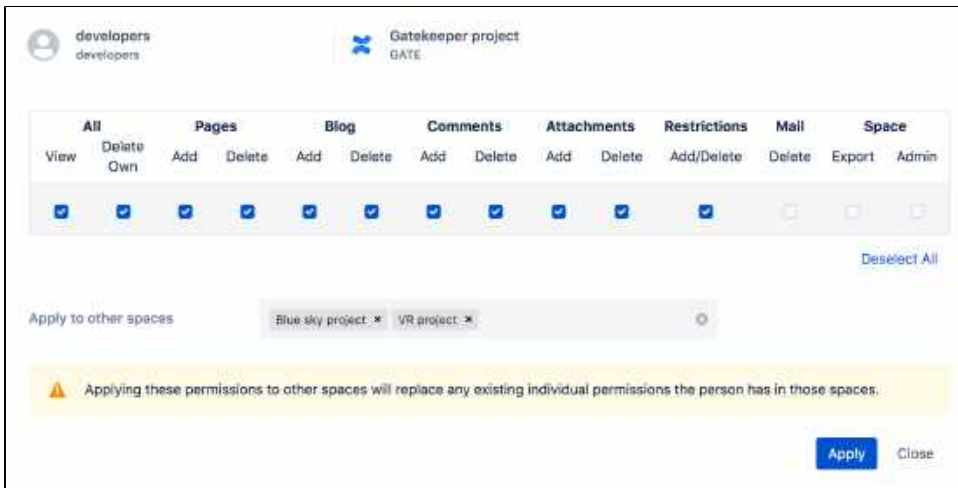 developers
developers
Gatekeeper project
GATE
All Pages Blog Comments Attachments Restrictions Mail Space
View Delete Own Add Delete Add Delete Add Delete Add Delete Add/Delete Delete Export Admin
Deselect All
Apply to other spaces Blue sky project × VR project ×
Applying these permissions to other spaces will replace any existing individual permissions the person has in those spaces.
Apply Close